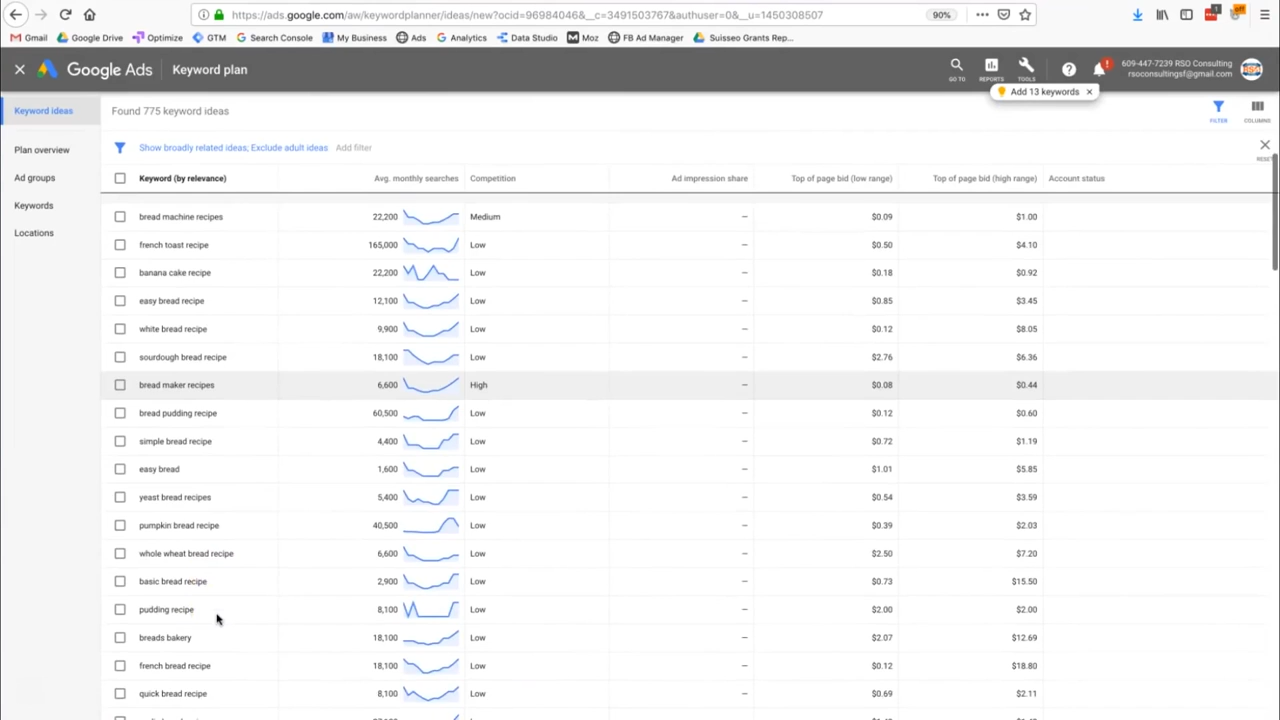 https://ads.google.com/aw/keywordplanner/ideas/new?ocid=96984046&__c=3491503767&authuser=0&__u=1450308507 90%
Gmail Google Drive Optimize GTM Search Console My Business Ads Analytics Data Studio Moz FB Ad Manager Suisseo Grants Rep...
Google Ads Keyword plan GO TO REPORTS TOOLS 609-447-7239 RSO Consulting
rsoconsultingsf@gmail.com
Add 13 keywords
Keyword ideas Found 775 keyword ideas FILTER COLUMNS
Plan overview Show broadly related ideas; Exclude adult ideas Add filter
Ad groups Keyword (by relevance) Avg. monthly searches Competition Ad impression share Top of page bid (low range) Top of page bid (high range) Account status
Keywords
Locations
bread machine recipes 22,200 Medium – $0.09 $1.00
french toast recipe 165,000 Low – $0.50 $4.10
banana cake recipe 22,200 Low – $0.18 $0.92
easy bread recipe 12,100 Low – $0.85 $3.45
white bread recipe 9,900 Low – $0.12 $8.05
sourdough bread recipe 18,100 Low – $2.76 $6.36
bread maker recipes 6,600 High – $0.08 $0.44
bread pudding recipe 60,500 Low – $0.12 $0.60
simple bread recipe 4,400 Low – $0.72 $1.19
easy bread 1,600 Low – $1.01 $5.85
yeast bread recipes 5,400 Low – $0.54 $3.59
pumpkin bread recipe 40,500 Low – $0.39 $2.03
whole wheat bread recipe 6,600 Low – $2.50 $7.20
basic bread recipe 2,900 Low – $0.73 $15.50
pudding recipe 8,100 Low – $2.00 $2.00
breads bakery 18,100 Low – $2.07 $12.69
french bread recipe 18,100 Low – $0.12 $18.80
quick bread recipe 8,100 Low – $0.69 $2.11